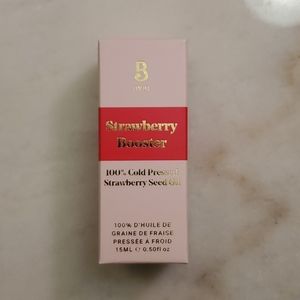 B
BYBI
Strawberry
Booster
100% Cold Pressed
Strawberry Seed Oil
100% D'HUILE DE
GRAINE DE FRAISE
PRESSÉE À FROID
15ML ℮ 0.50fl oz